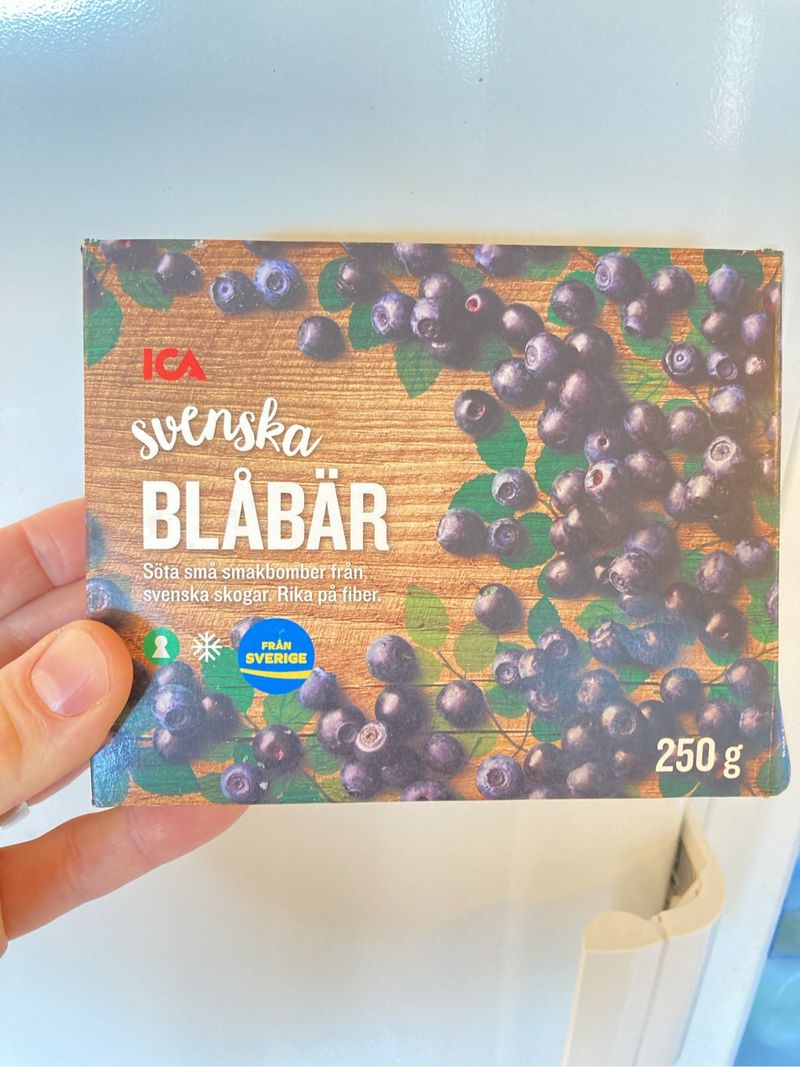 ICA
svenska
BLÅBÄR
Söta små smakbomber från
svenska skogar. Rika på fiber.
FRÅN
SVERIGE
250 g